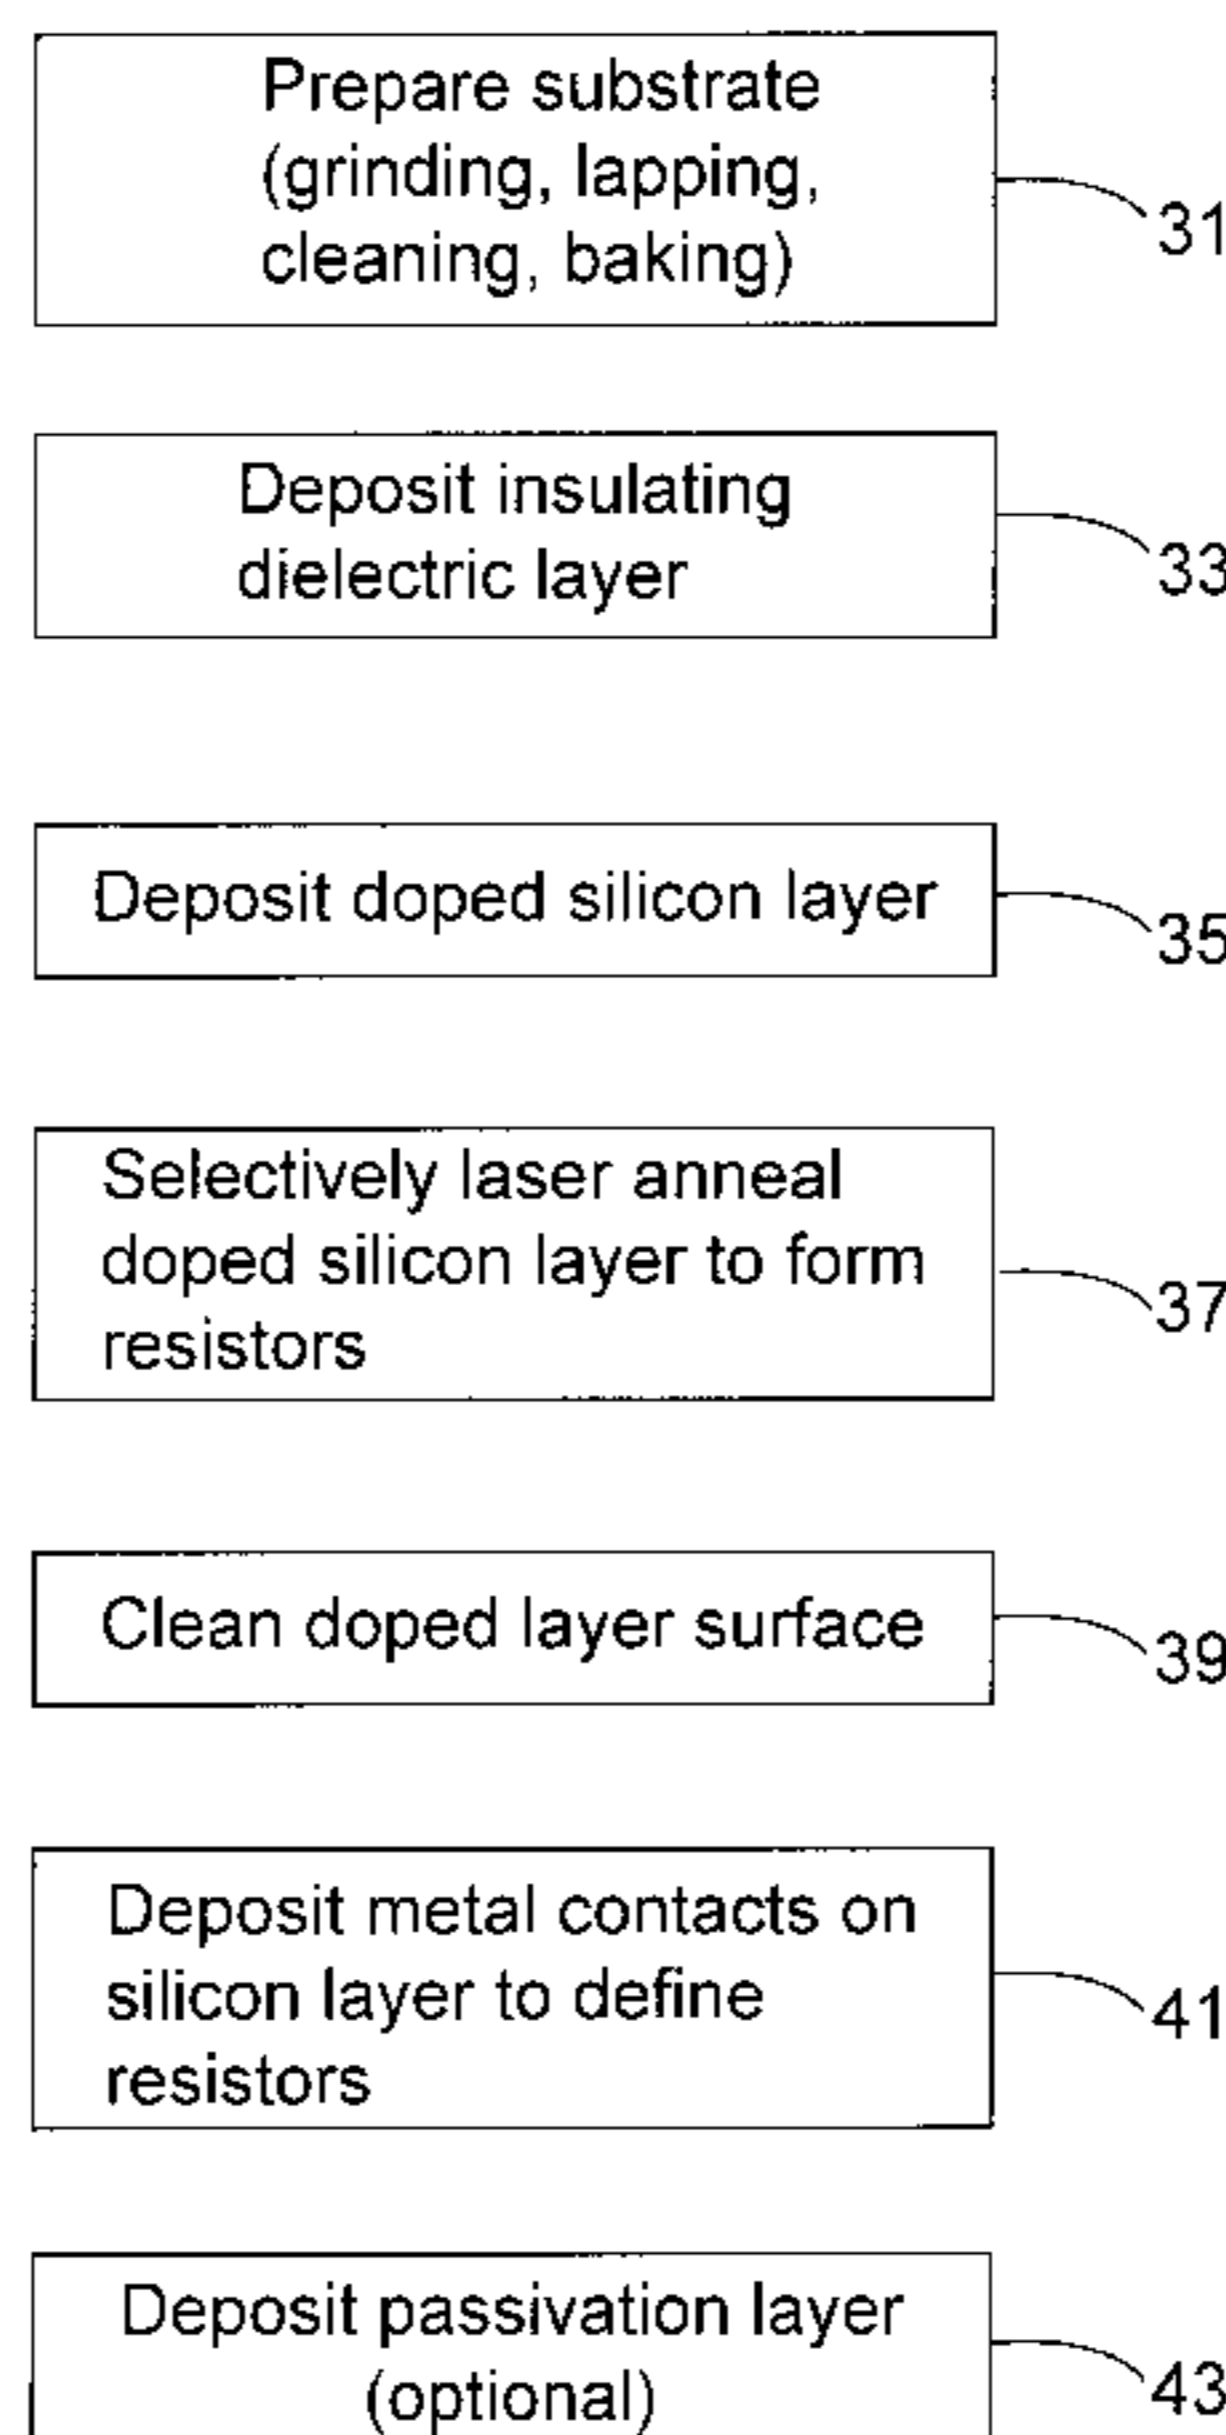 Prepare substrate
(grinding, lapping,
cleaning, baking)
31
Deposit insulating
dielectric layer
33
Deposit doped silicon layer
35
Selectively laser anneal
doped silicon layer to form
resistors
37
Clean doped layer surface
39
Deposit metal contacts on
silicon layer to define
resistors
41
Deposit passivation layer
(optional)
43